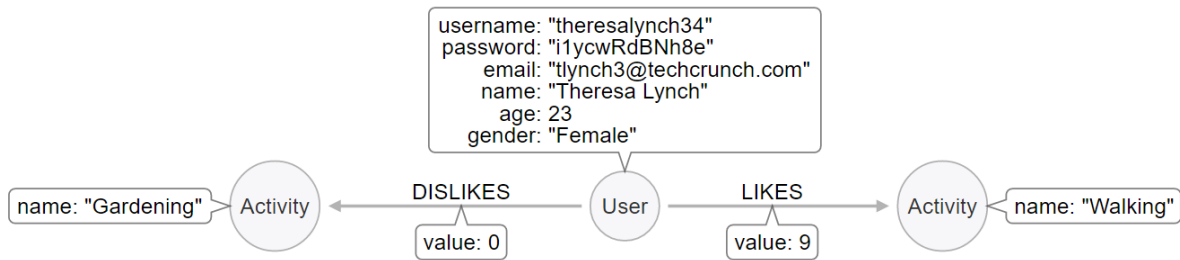 username: "theresalynch34"
password: "i1ycwRdBNh8e"
email: "tlynch3@techcrunch.com"
name: "Theresa Lynch"
age: 23
gender: "Female"
name: "Gardening"
Activity
DISLIKES
value: 0
User
LIKES
value: 9
Activity
name: "Walking"